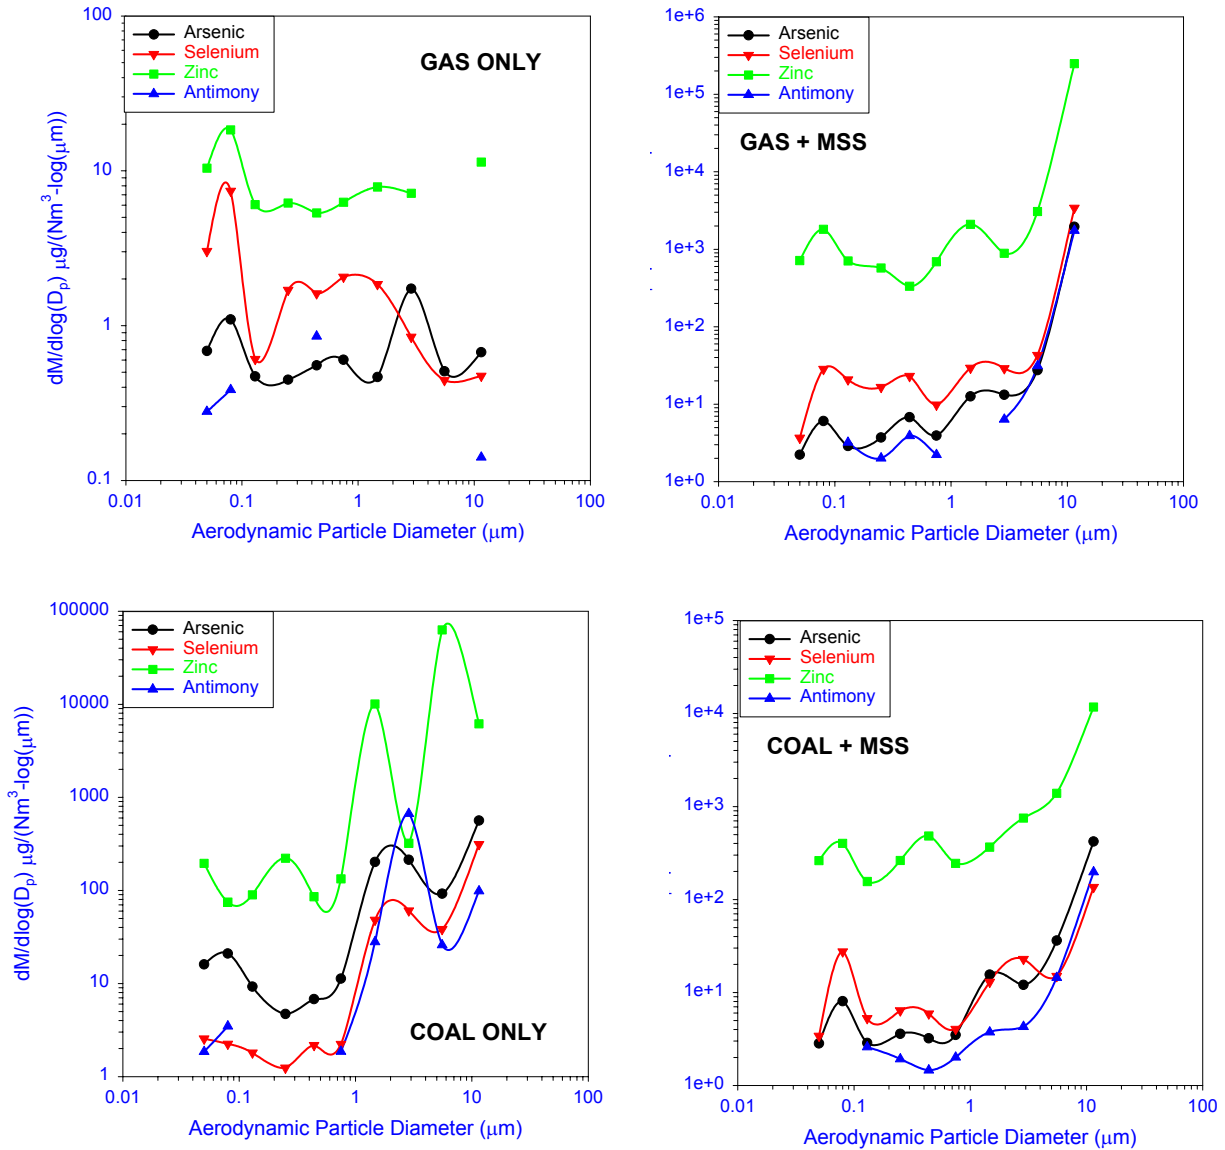 100
Arsenic
Selenium
Zinc
Antimony
GAS ONLY
10
1
0.1
dM/dlog(Dp) μg/(Nm³-log(μm))
0.01 0.1 1 10 100
Aerodynamic Particle Diameter (μm)
1e+6
Arsenic
Selenium
Zinc
Antimony
1e+5
GAS + MSS
1e+4
1e+3
1e+2
1e+1
1e+0
0.01 0.1 1 10 100
Aerodynamic Particle Diameter (μm)
100000
Arsenic
Selenium
Zinc
Antimony
10000
1000
100
10
COAL ONLY
1
dM/dlog(Dp) μg/(Nm³-log(μm))
0.01 0.1 1 10 100
Aerodynamic Particle Diameter (μm)
1e+5
Arsenic
Selenium
Zinc
Antimony
1e+4
COAL + MSS
1e+3
1e+2
1e+1
1e+0
0.01 0.1 1 10 100
Aerodynamic Particle Diameter (μm)